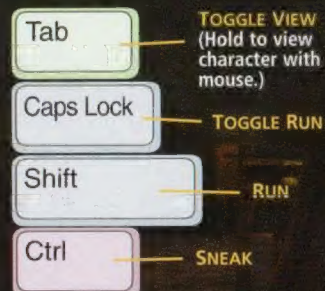 Tab
TOGGLE VIEW
(Hold to view
character with
mouse.)
Caps Lock
TOGGLE RUN
Shift
RUN
Ctrl
SNEAK